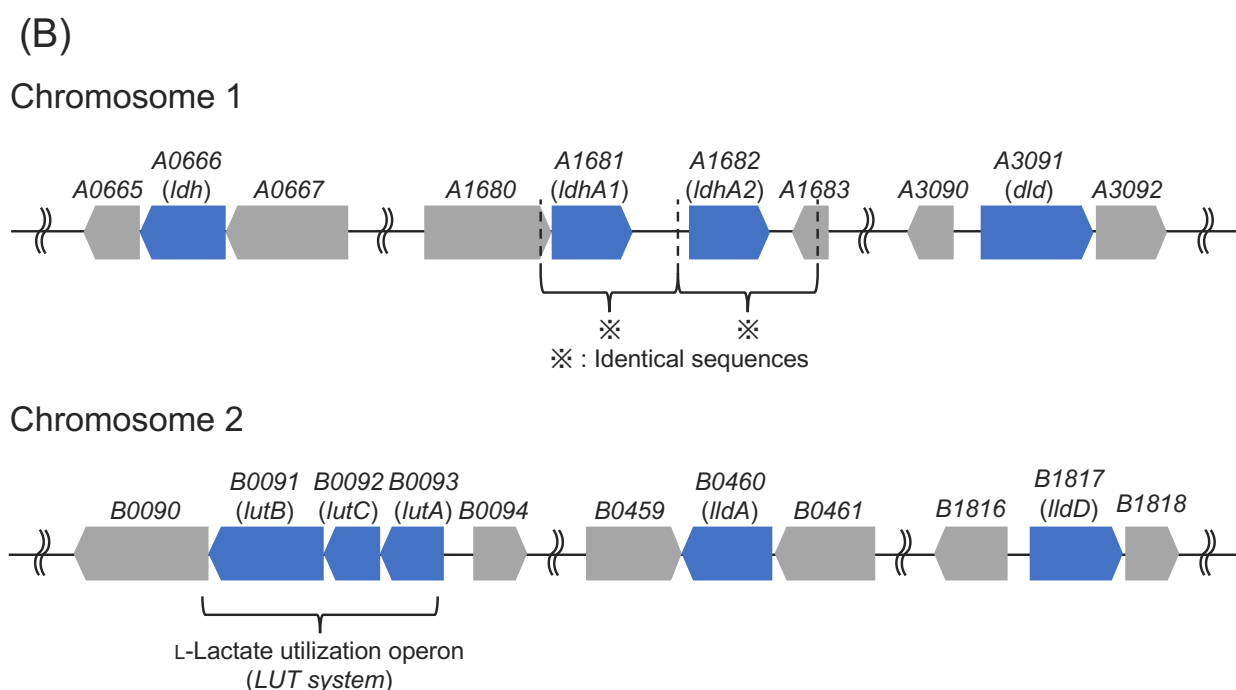 (B)
Chromosome 1
A0665 A0666 (ldh) A0667 A1680 A1681 (ldhA1) A1682 (ldhA2) A1683 A3090 A3091 (dld) A3092
※ ※
※ : Identical sequences
Chromosome 2
B0090 B0091 (lutB) B0092 (lutC) B0093 (lutA) B0094 B0459 B0460 (lldA) B0461 B1816 B1817 (lldD) B1818
L-Lactate utilization operon
(LUT system)